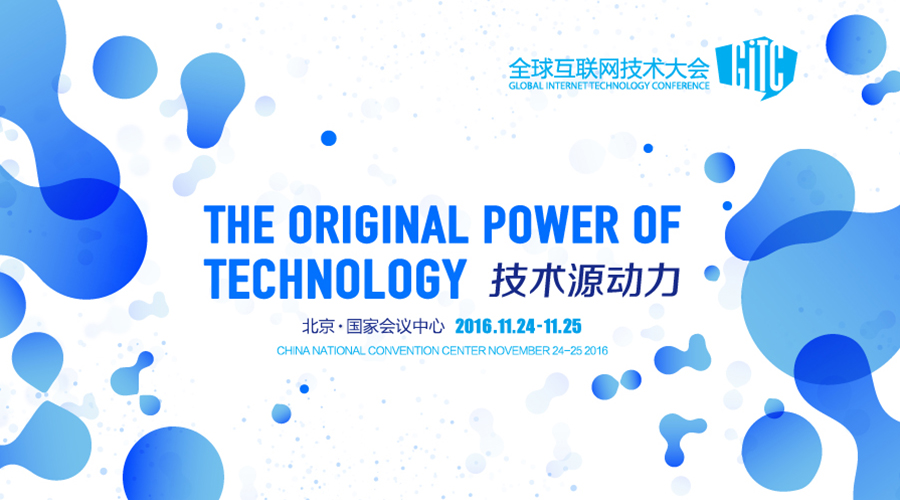 全球互联网技术大会
GLOBAL INTERNET TECHNOLOGY CONFERENCE
GiTC
THE ORIGINAL POWER OF
TECHNOLOGY 技术源动力
北京·国家会议中心 2016.11.24-11.25
CHINA NATIONAL CONVENTION CENTER NOVEMBER 24-25 2016